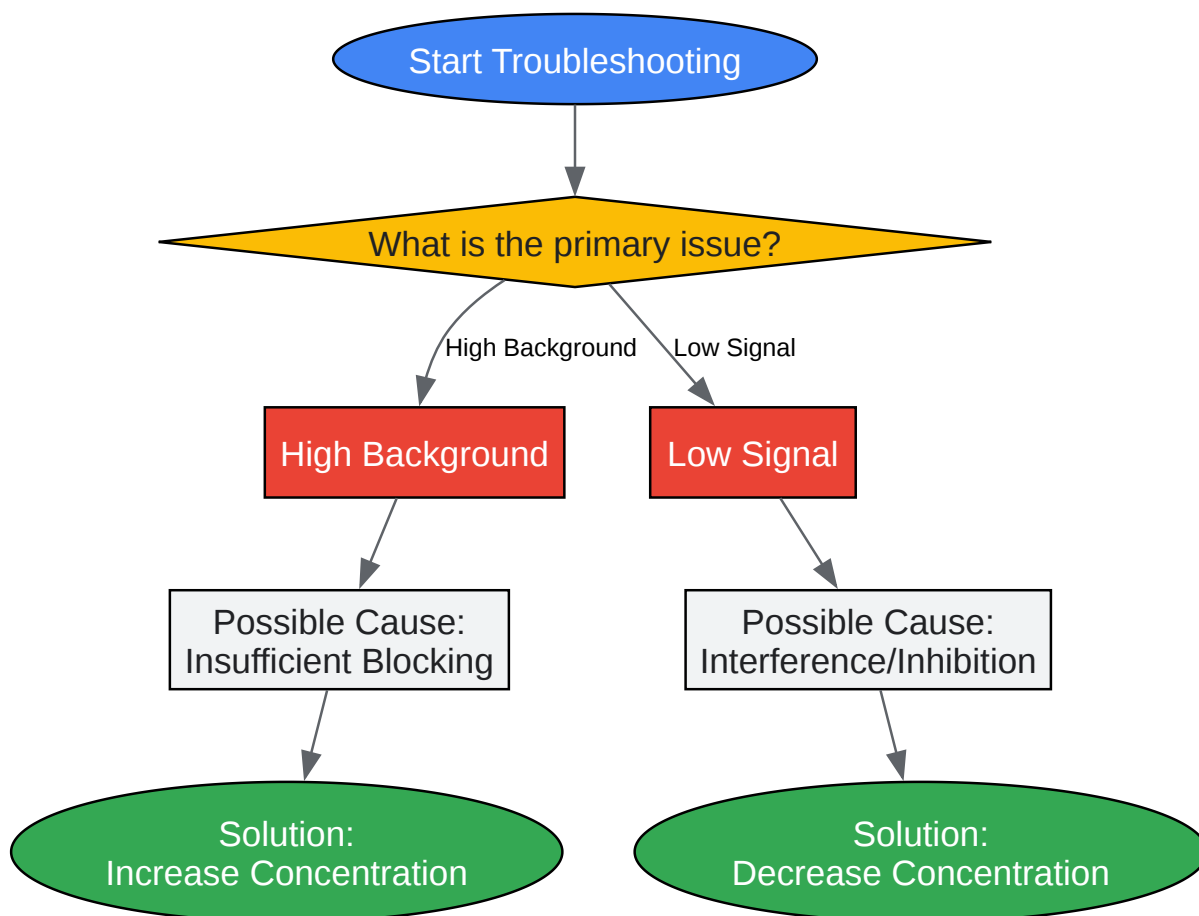 Start Troubleshooting
What is the primary issue?
High Background
Low Signal
High Background
Low Signal
Possible Cause:
Insufficient Blocking
Possible Cause:
Interference/Inhibition
Solution:
Increase Concentration
Solution:
Decrease Concentration